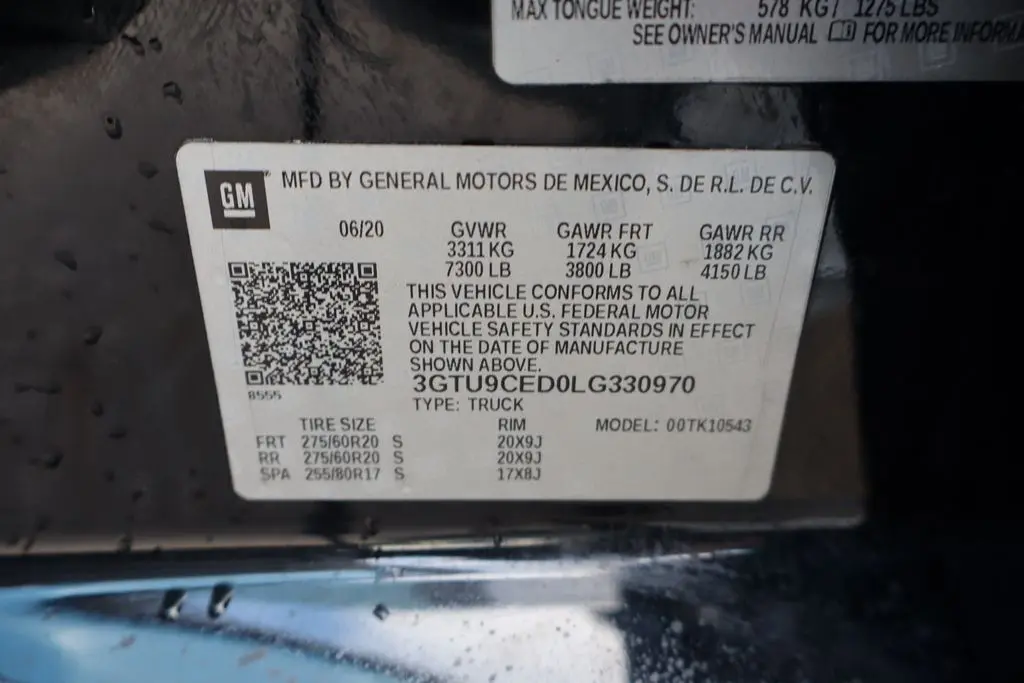 MAX TONGUE WEIGHT: 578 KG / 1275 LBS
SEE OWNER'S MANUAL FOR MORE INFORMA
GM MFD BY GENERAL MOTORS DE MEXICO, S. DE R.L. DE C.V.
06/20 GVWR GAWR FRT GAWR RR
3311 KG 1724 KG 1882 KG
7300 LB 3800 LB 4150 LB
THIS VEHICLE CONFORMS TO ALL
APPLICABLE U.S. FEDERAL MOTOR
VEHICLE SAFETY STANDARDS IN EFFECT
ON THE DATE OF MANUFACTURE
SHOWN ABOVE.
3GTU9CED0LG330970
8555
TYPE: TRUCK
TIRE SIZE RIM MODEL: 00TK10543
FRT 275/60R20 S 20X9J
RR 275/60R20 S 20X9J
SPA 255/80R17 S 17X8J